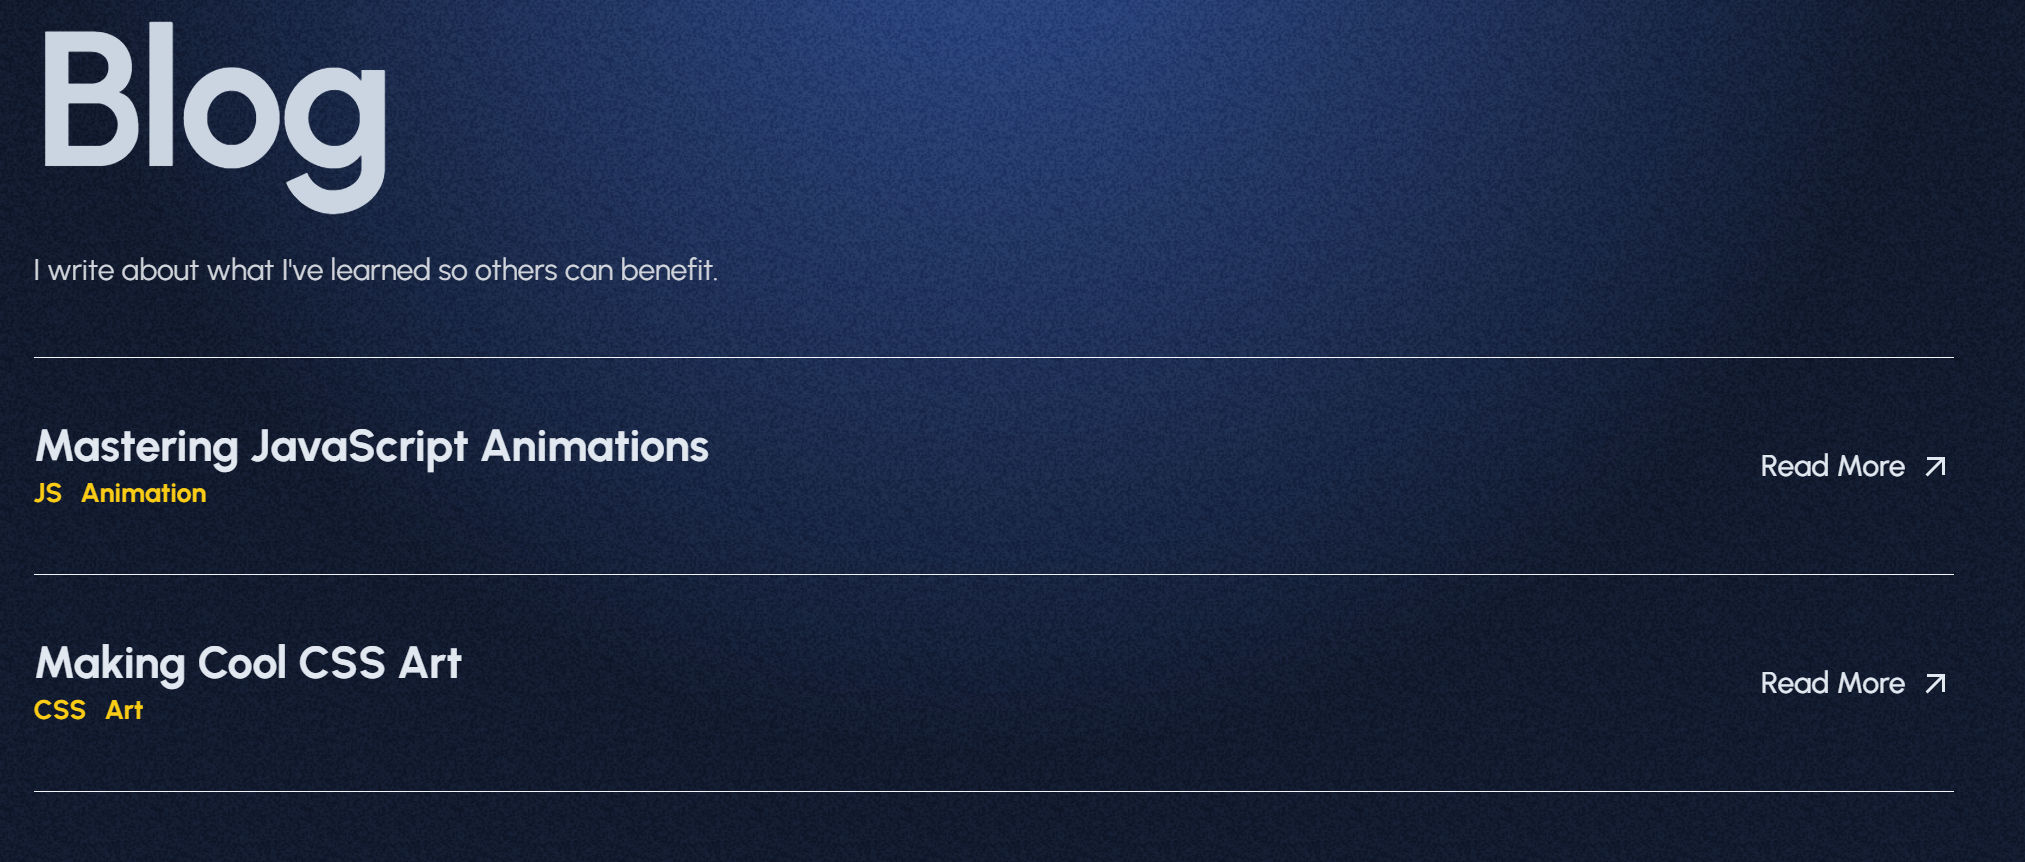 Blog
I write about what I've learned so others can benefit.
Mastering JavaScript Animations
JS Animation
Read More
Making Cool CSS Art
CSS Art
Read More